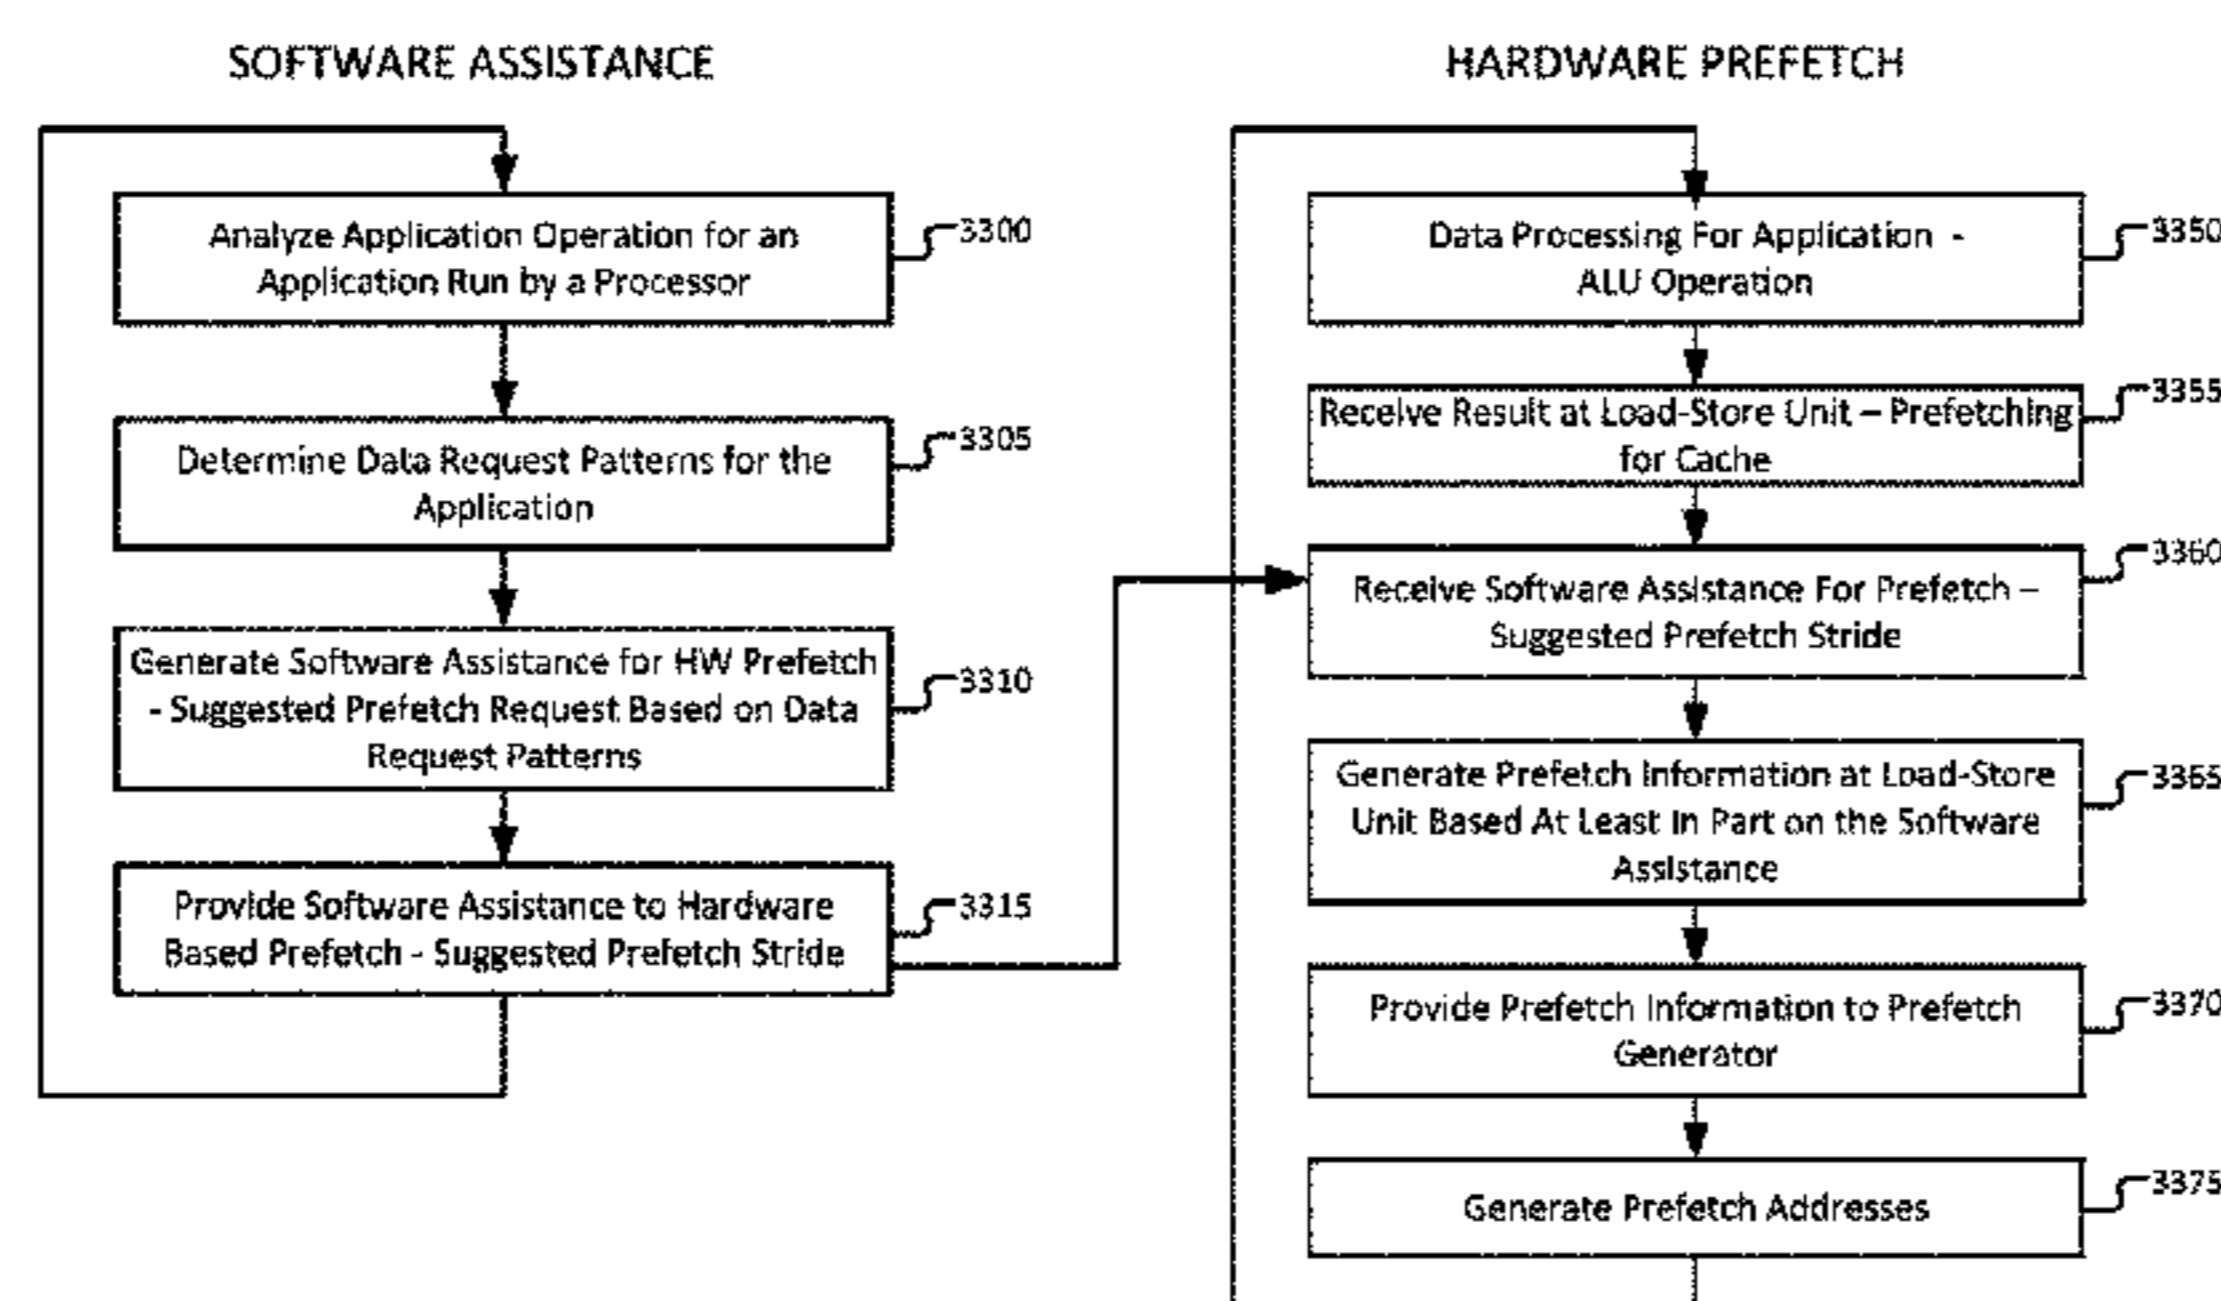 SOFTWARE ASSISTANCE
Analyze Application Operation for an
Application Run by a Processor
3300
Determine Data Request Patterns for the
Application
3305
Generate Software Assistance for HW Prefetch
- Suggested Prefetch Request Based on Data
Request Patterns
3310
Provide Software Assistance to Hardware
Based Prefetch - Suggested Prefetch Stride
3315
HARDWARE PREFETCH
Data Processing For Application -
ALU Operation
3350
Receive Result at Load-Store Unit – Prefetching
for Cache
3355
Receive Software Assistance For Prefetch –
Suggested Prefetch Stride
3360
Generate Prefetch Information at Load-Store
Unit Based At Least in Part on the Software
Assistance
3365
Provide Prefetch Information to Prefetch
Generator
3370
Generate Prefetch Addresses
3375